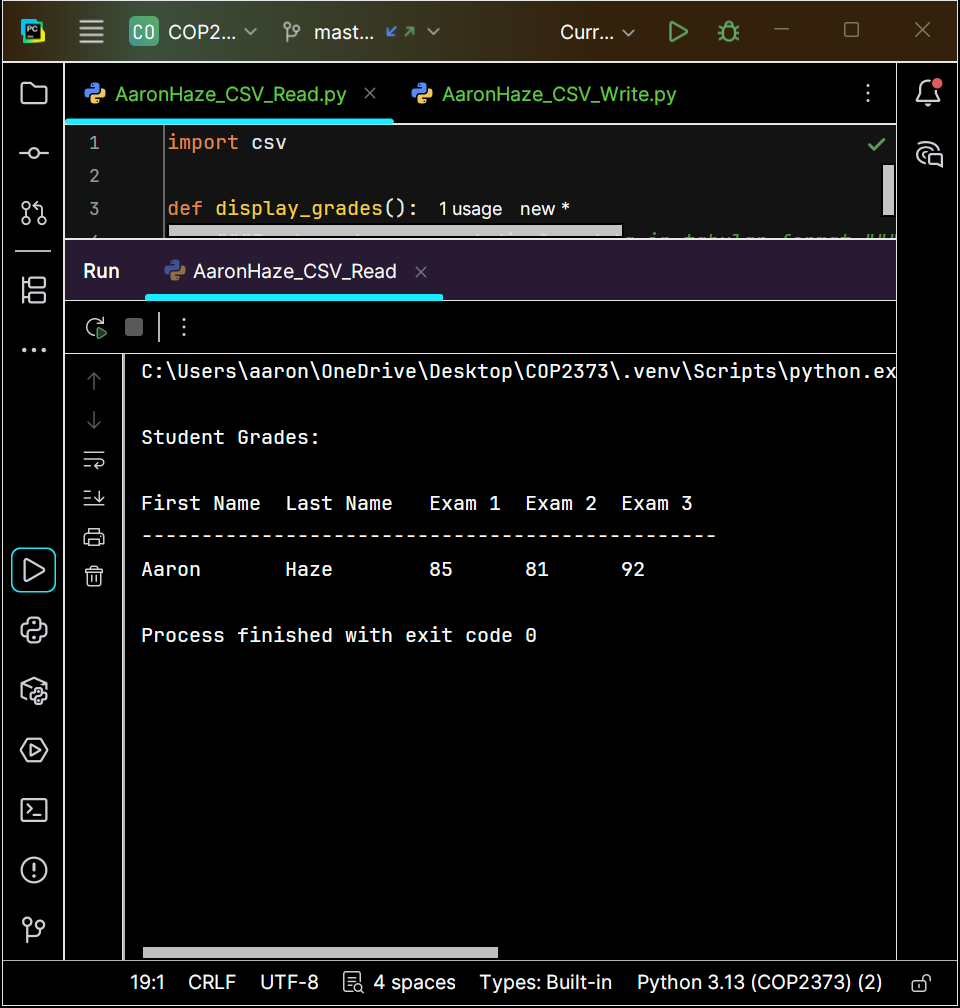 PC CO COP2... mast... Curr...
AaronHaze_CSV_Read.py AaronHaze_CSV_Write.py
1 import csv
2
3 def display_grades(): 1 usage new *
Run AaronHaze_CSV_Read
C:\Users\aaron\OneDrive\Desktop\COP2373\.venv\Scripts\python.ex
Student Grades:
First Name Last Name Exam 1 Exam 2 Exam 3
------------------------------------------------
Aaron Haze 85 81 92
Process finished with exit code 0
19:1 CRLF UTF-8 4 spaces Types: Built-in Python 3.13 (COP2373) (2)